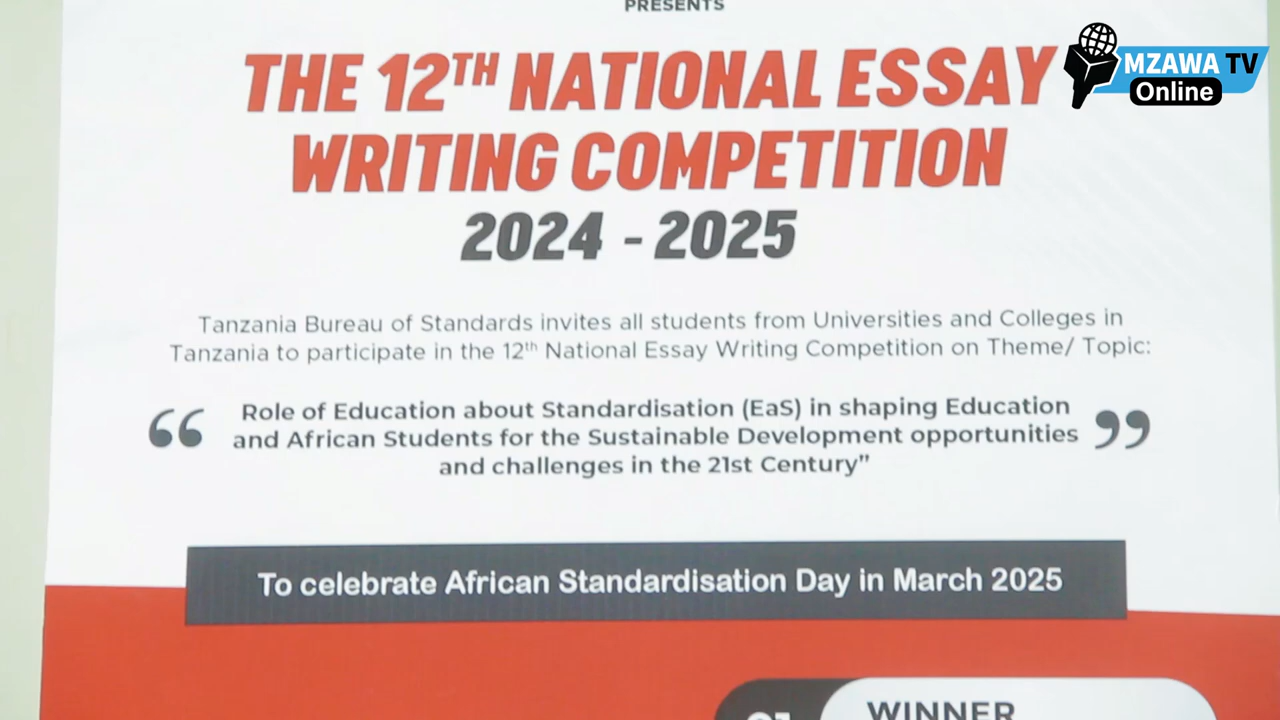 PRESENTS
THE 12TH NATIONAL ESSAY
WRITING COMPETITION
2024 - 2025
MZAWA TV
Online
Tanzania Bureau of Standards invites all students from Universities and Colleges in
Tanzania to participate in the 12th National Essay Writing Competition on Theme/ Topic:
“ Role of Education about Standardisation (EaS) in shaping Education
and African Students for the Sustainable Development opportunities ”
and challenges in the 21st Century”
To celebrate African Standardisation Day in March 2025
01 WINNER